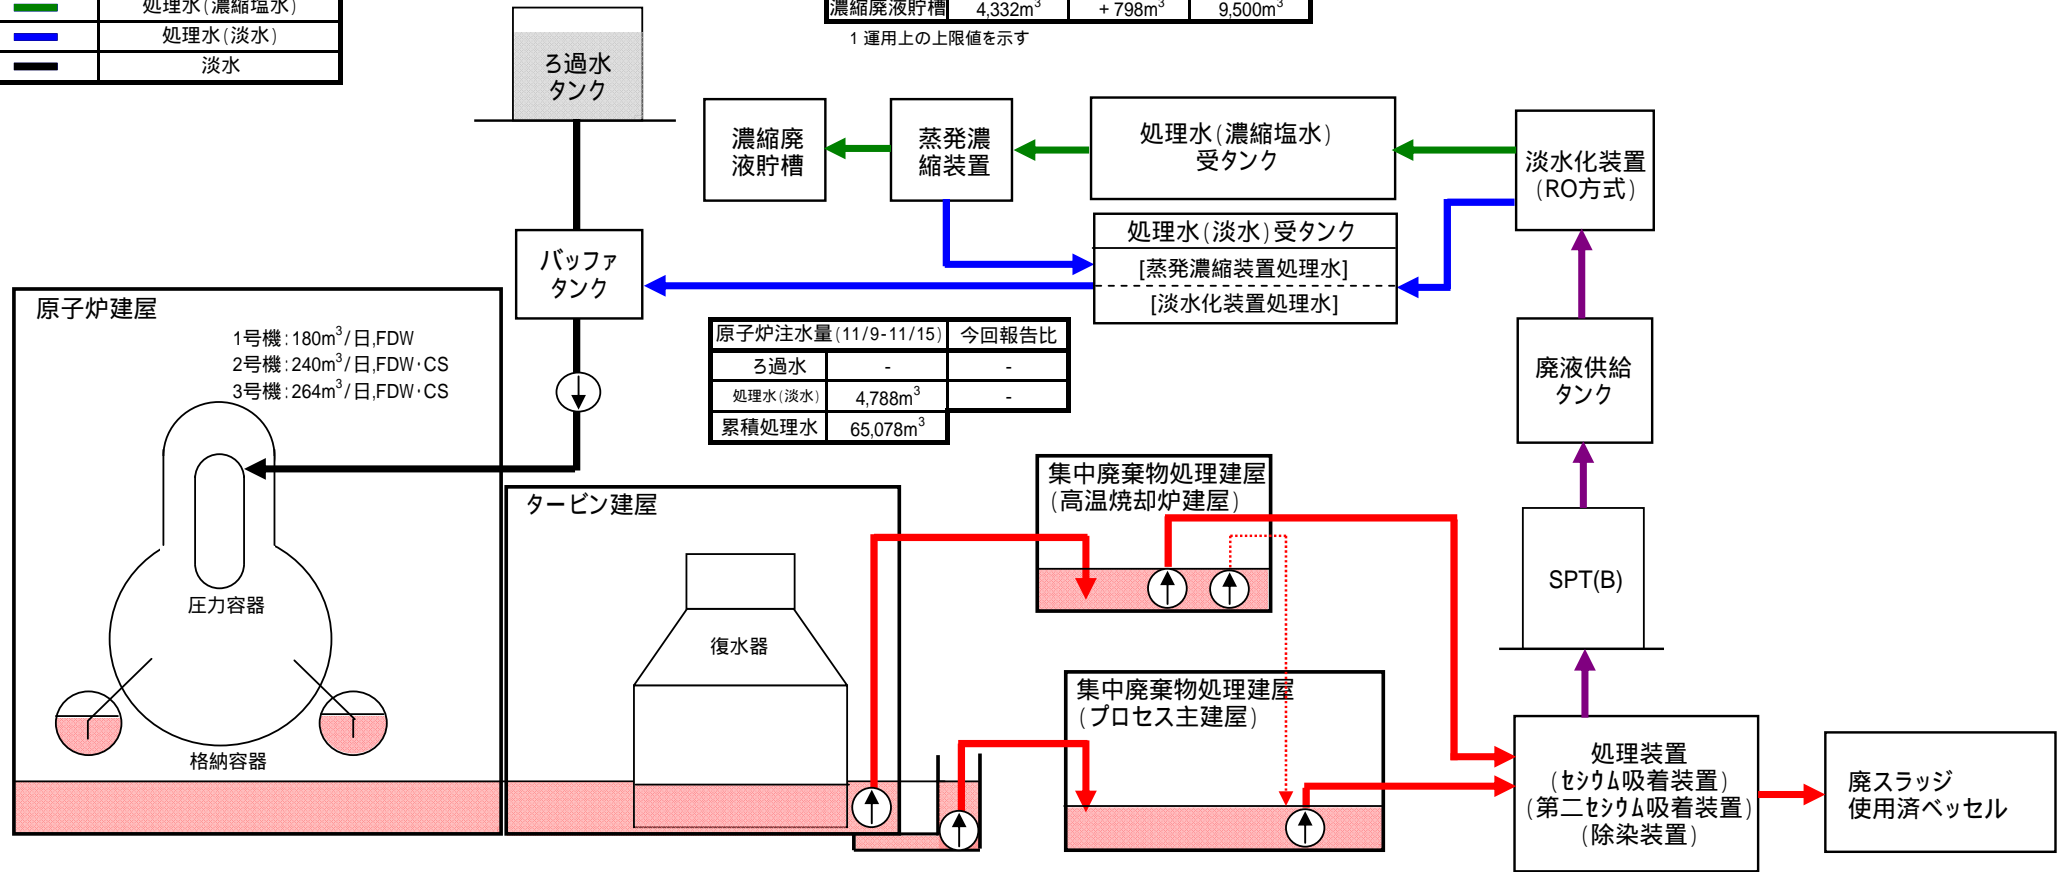 処理水(濃縮塩水)
処理水(淡水)
淡水
濃縮廃液貯槽 4,332m³ +798m³ 9,500m³
1 運用上の上限値を示す
ろ過水
タンク
濃縮廃
液貯槽
蒸発濃
縮装置
処理水(濃縮塩水)
受タンク
淡水化装置
(RO方式)
処理水(淡水)受タンク
[蒸発濃縮装置処理水]
[淡水化装置処理水]
バッファ
タンク
原子炉建屋
1号機:180m³/日,FDW
2号機:240m³/日,FDW・CS
3号機:264m³/日,FDW・CS
原子炉注水量(11/9-11/15) 今回報告比
ろ過水 - -
処理水(淡水) 4,788m³ -
累積処理水 65,078m³
廃液供給
タンク
圧力容器
格納容器
タービン建屋
復水器
集中廃棄物処理建屋
(高温焼却炉建屋)
SPT(B)
集中廃棄物処理建屋
(プロセス主建屋)
処理装置
(セシウム吸着装置)
(第二セシウム吸着装置)
(除染装置)
廃スラッジ
使用済ベッセル